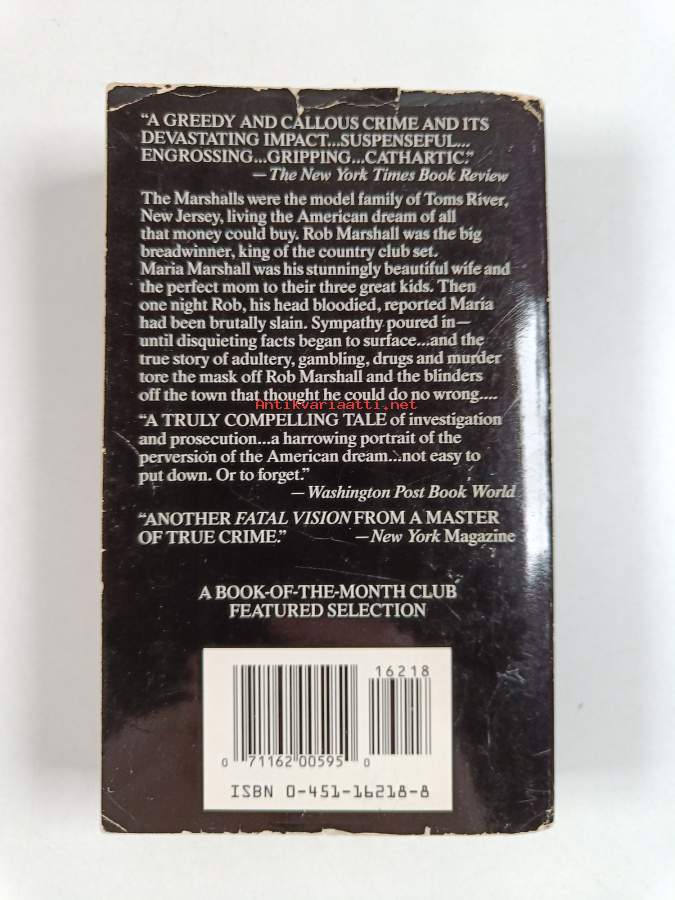 “A GREEDY AND CALLOUS CRIME AND ITS
DEVASTATING IMPACT...SUSPENSEFUL...
ENGROSSING...GRIPPING...CATHARTIC.”
—The New York Times Book Review
The Marshalls were the model family of Toms River,
New Jersey, living the American dream of all
that money could buy. Rob Marshall was the big
breadwinner, king of the country club set.
Maria Marshall was his stunningly beautiful wife and
the perfect mom to their three great kids. Then
one night Rob, his head bloodied, reported Maria
had been brutally slain. Sympathy poured in—
until disquieting facts began to surface...and the
true story of adultery, gambling, drugs and murder
tore the mask off Rob Marshall and the blinders
off the town that thought he could do no wrong....
Antikvariaatti.net
“A TRULY COMPELLING TALE of investigation
and prosecution...a harrowing portrait of the
perversion of the American dream...not easy to
put down. Or to forget.”
—Washington Post Book World
“ANOTHER FATAL VISION FROM A MASTER
OF TRUE CRIME.” —New York Magazine
A BOOK-OF-THE-MONTH CLUB
FEATURED SELECTION
16218
0 71162 00595 0
ISBN 0-451-16218-8